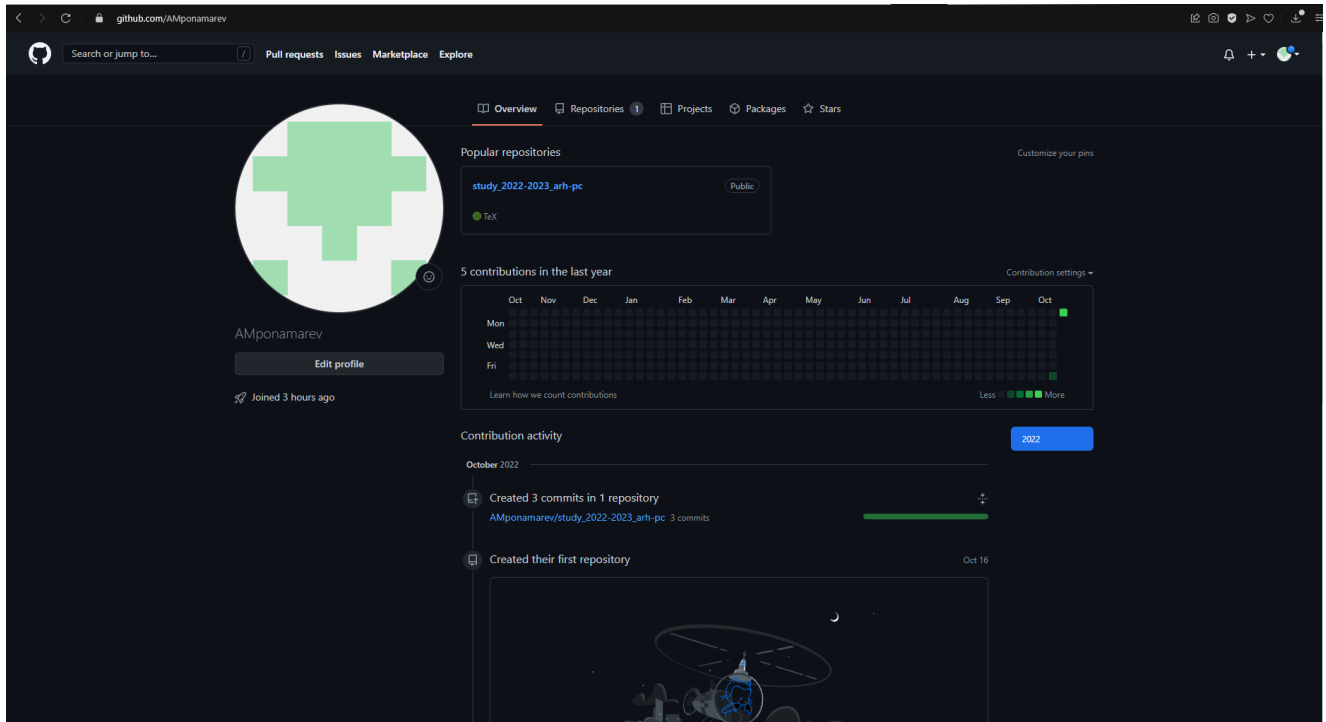 github.com/AMponamarev
Search or jump to... / Pull requests Issues Marketplace Explore
Overview Repositories 1 Projects Packages Stars
Popular repositories Customize your pins
study_2022-2023_arh-pc Public
TeX
5 contributions in the last year Contribution settings
Oct Nov Dec Jan Feb Mar Apr May Jun Jul Aug Sep Oct
Mon
Wed
Fri
Learn how we count contributions Less More
AMponamarev
Edit profile
Joined 3 hours ago
Contribution activity 2022
October 2022
Created 3 commits in 1 repository
AMponamarev/study_2022-2023_arh-pc 3 commits
Created their first repository Oct 16